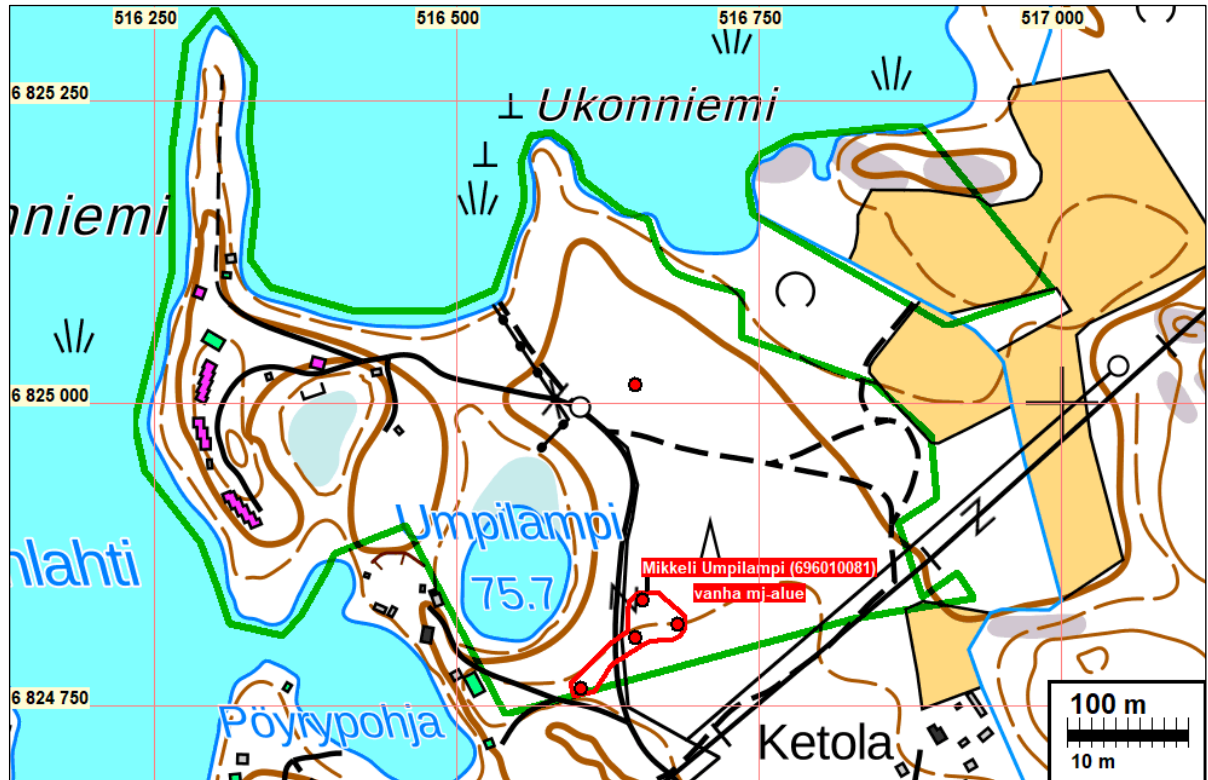 516 250
516 500
516 750
517 000
6 825 250
Ukonniemi
nniemi
6 825 000
Umpilampi
nlahti
75.7
Mikkeli Umpilampi (696010081)
vanha mj-alue
6 824 750
Pöyrypohja
Ketola
100 m
10 m